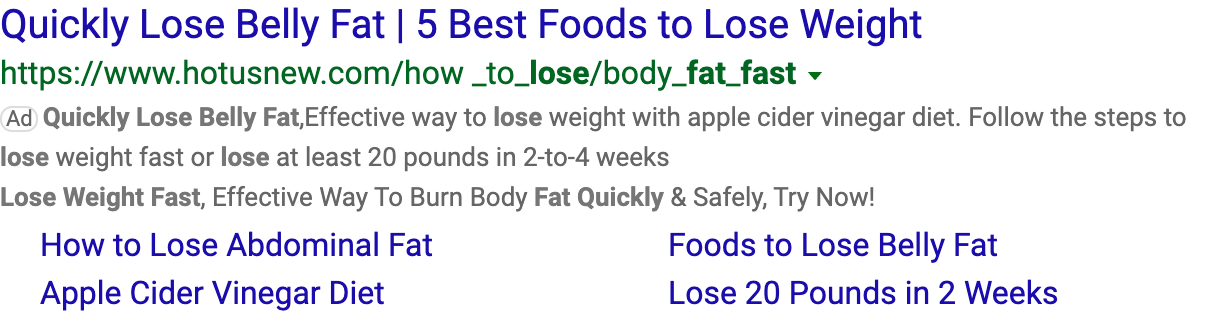 Quickly Lose Belly Fat | 5 Best Foods to Lose Weight
https://www.hotusnew.com/how _to_lose/body_fat_fast
Ad Quickly Lose Belly Fat,Effective way to lose weight with apple cider vinegar diet. Follow the steps to
lose weight fast or lose at least 20 pounds in 2-to-4 weeks
Lose Weight Fast, Effective Way To Burn Body Fat Quickly & Safely, Try Now!
How to Lose Abdominal Fat
Foods to Lose Belly Fat
Apple Cider Vinegar Diet
Lose 20 Pounds in 2 Weeks